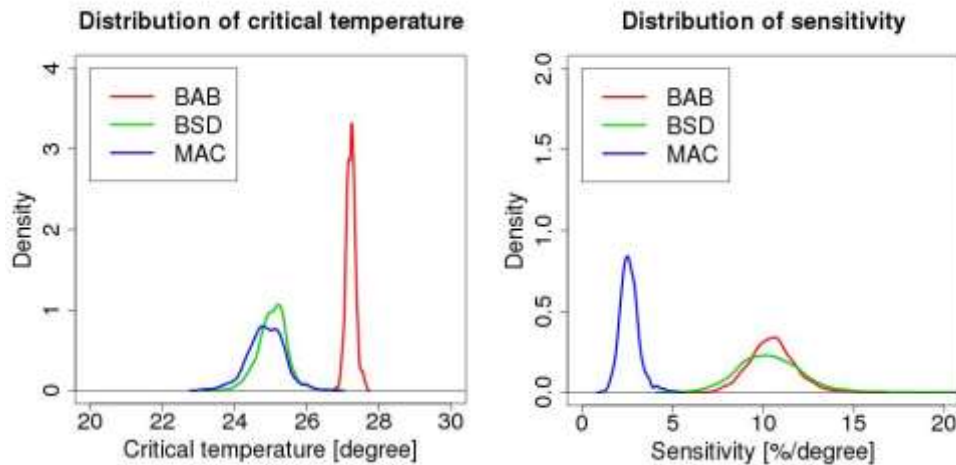 Distribution of critical temperature
Density
0 1 2 3 4
BAB
BSD
MAC
20 22 24 26 28 30
Critical temperature [degree]
Distribution of sensitivity
Density
0.0 0.5 1.0 1.5 2.0
BAB
BSD
MAC
0 5 10 15 20
Sensitivity [%/degree]